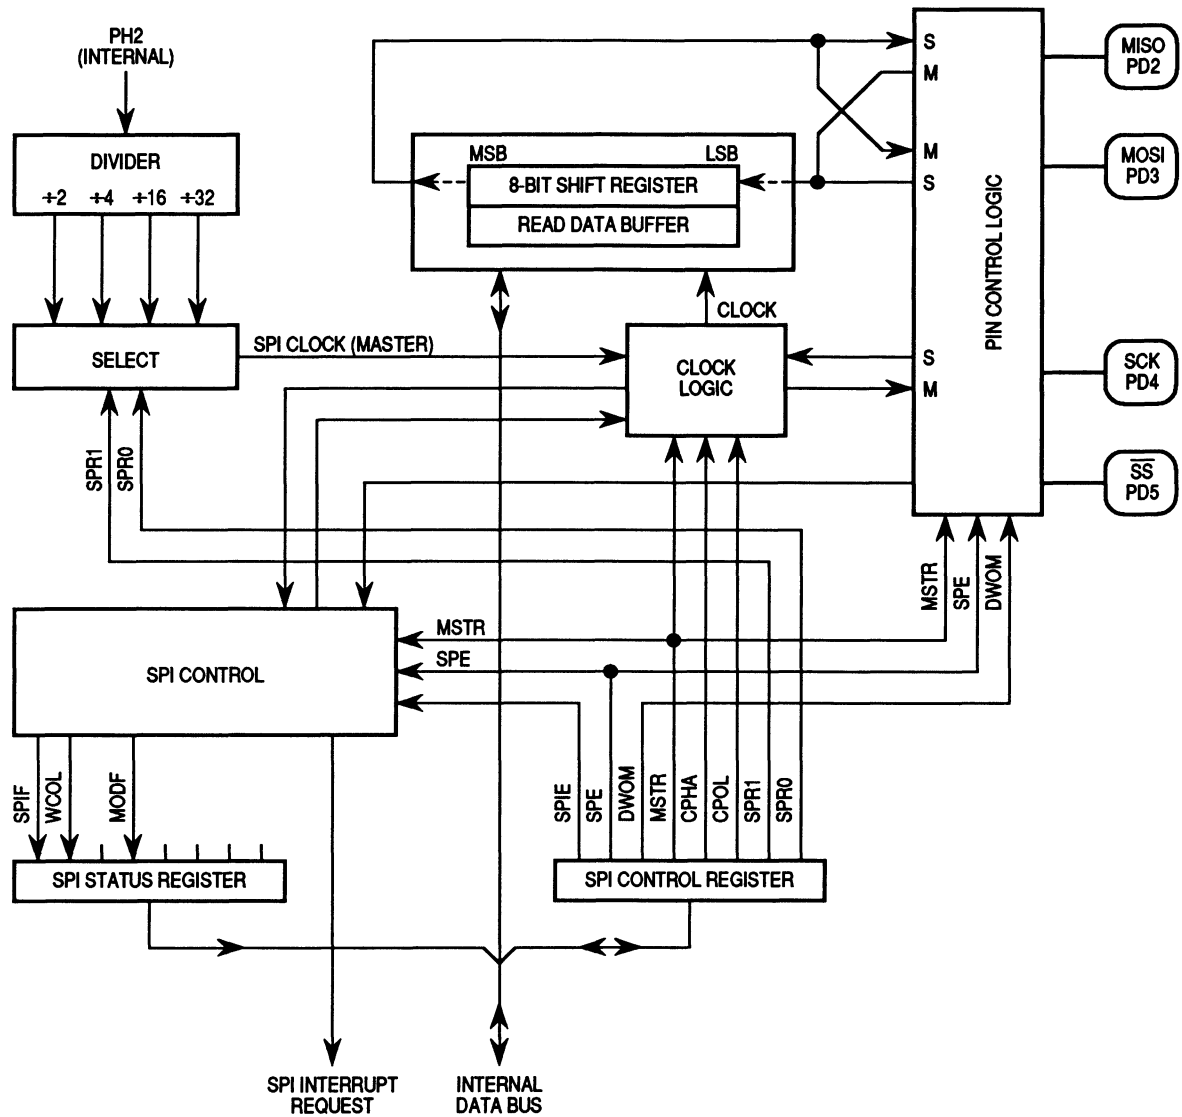 PH2
(INTERNAL)
DIVIDER
÷2 ÷4 ÷16 ÷32
SELECT
SPR1
SPR0
SPI CLOCK (MASTER)
MSB LSB
8-BIT SHIFT REGISTER
READ DATA BUFFER
CLOCK
CLOCK
LOGIC
S
M
M
S
S
M
PIN CONTROL LOGIC
MISO
PD2
MOSI
PD3
SCK
PD4
SS
PD5
MSTR
SPE
DWOM
MSTR
SPE
SPI CONTROL
SPIF
WCOL
MODF
SPI STATUS REGISTER
SPIE
SPE
DWOM
MSTR
CPHA
CPOL
SPR1
SPR0
SPI CONTROL REGISTER
SPI INTERRUPT
REQUEST
INTERNAL
DATA BUS